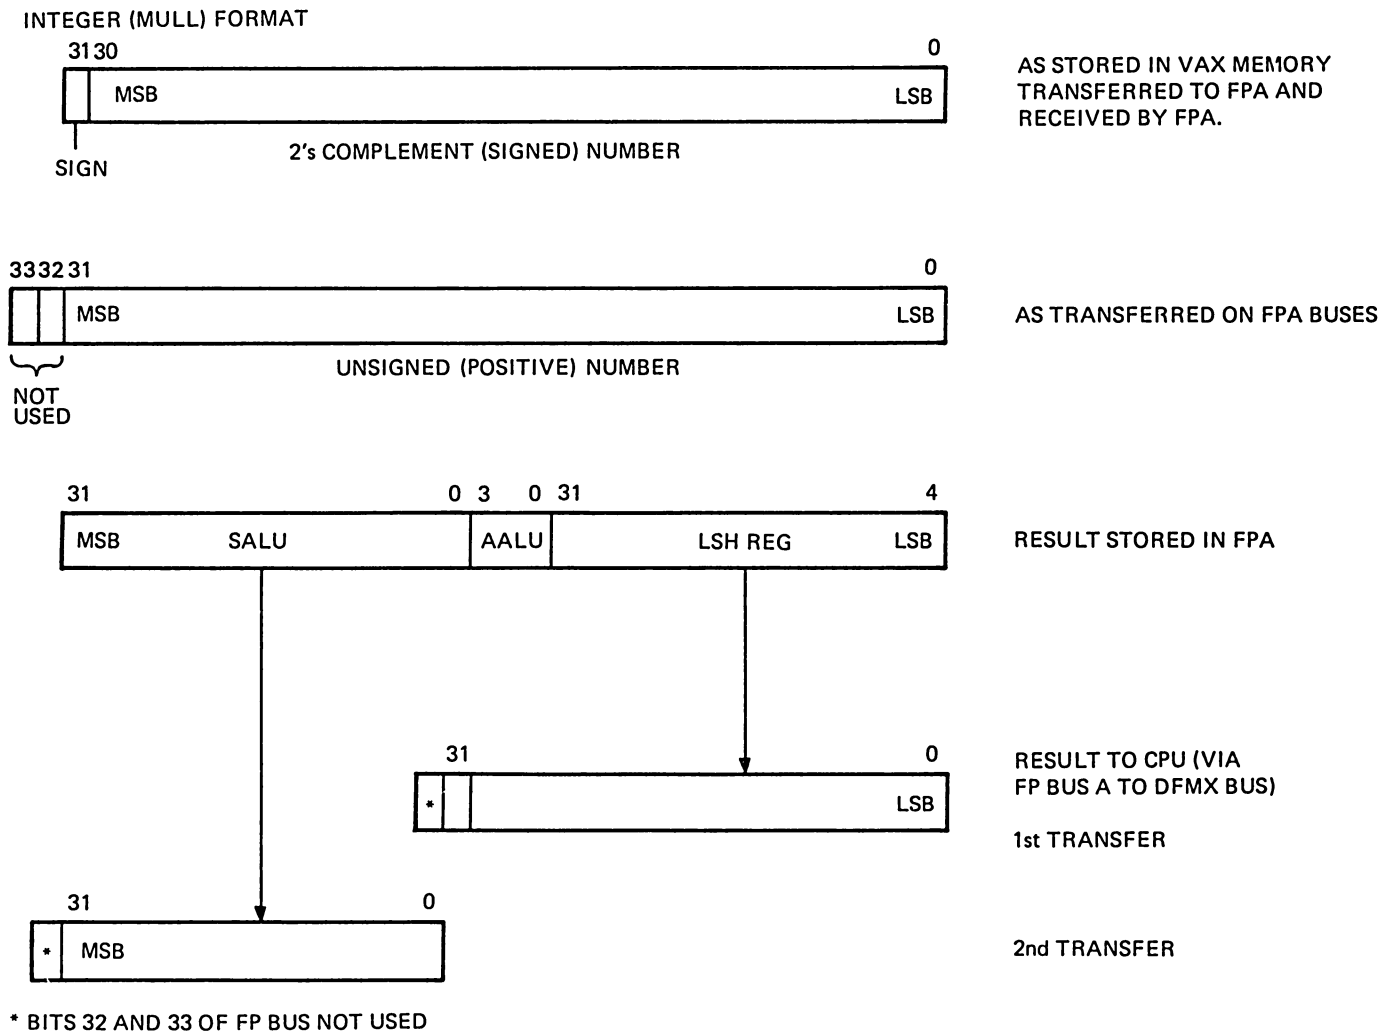 INTEGER (MULL) FORMAT
31 30 0
MSB LSB
SIGN
2's COMPLEMENT (SIGNED) NUMBER
AS STORED IN VAX MEMORY
TRANSFERRED TO FPA AND
RECEIVED BY FPA.
33 32 31 0
MSB LSB
NOT
USED
UNSIGNED (POSITIVE) NUMBER
AS TRANSFERRED ON FPA BUSES
31 0 3 0 31 4
MSB SALU AALU LSH REG LSB
RESULT STORED IN FPA
31 0
* LSB
RESULT TO CPU (VIA
FP BUS A TO DFMX BUS)
1st TRANSFER
31 0
* MSB
2nd TRANSFER
* BITS 32 AND 33 OF FP BUS NOT USED